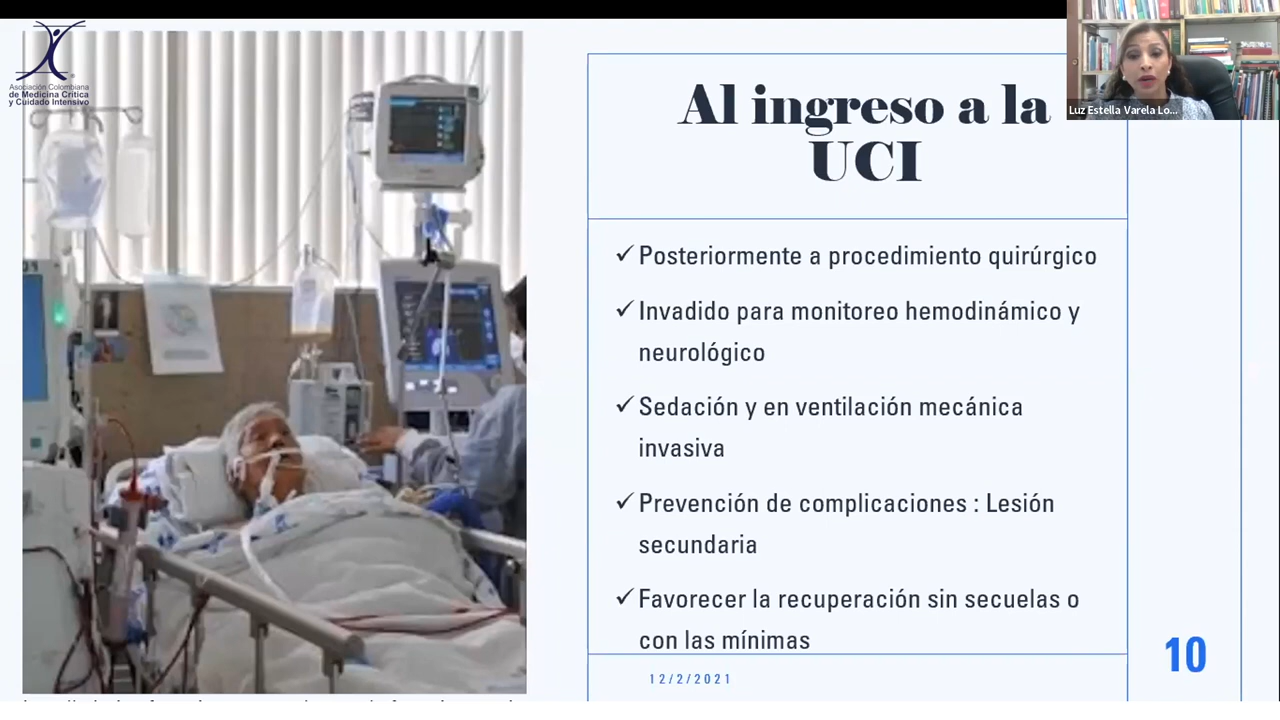 Asociación Colombiana
de Medicina Crítica
y Cuidado Intensivo
Luz Estella Varela Lo...
Al ingreso a la
UCI
✓ Posteriormente a procedimiento quirúrgico
✓ Invadido para monitoreo hemodinámico y
neurológico
✓ Sedación y en ventilación mecánica
invasiva
✓ Prevención de complicaciones : Lesión
secundaria
✓ Favorecer la recuperación sin secuelas o
con las mínimas
12/2/2021
10